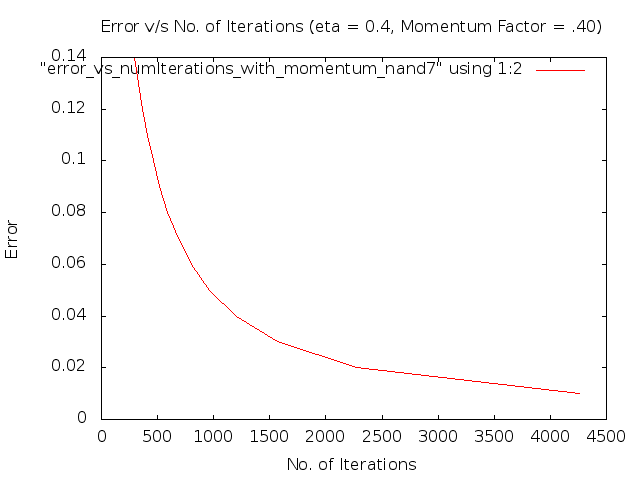 Error v/s No. of Iterations (eta = 0.4, Momentum Factor = .40)
"error_vs_numIterations_with_momentum_nand7" using 1:2
0.14
0.12
0.1
0.08
0.06
0.04
0.02
0
Error
0 500 1000 1500 2000 2500 3000 3500 4000 4500
No. of Iterations